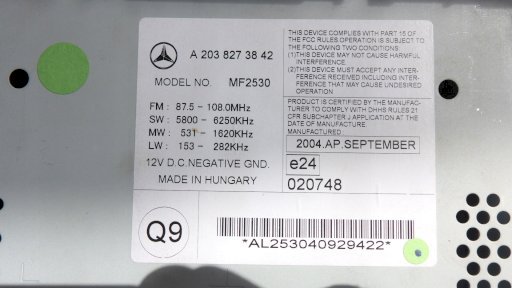 A 203 827 38 42
MODEL NO. MF2530
FM : 87.5 - 108.0MHz
SW : 5800 - 6250KHz
MW : 531 - 1620KHz
LW : 153 - 282KHz
12V D.C.NEGATIVE GND.
MADE IN HUNGARY
THIS DEVICE COMPLIES WITH PART 15 OF
THE FCC RULES OPERATION IS SUBJECT TO
THE FOLLOWING TWO CONDITIONS:
(1)THIS DEVICE MAY NOT CAUSE HARMFUL
INTERFERENCE AND
(2)THIS DEVICE MUST ACCEPT ANY INTER-
FERENCE RECEIVED INCLUDING INTER-
FERENCE THAT MAY CAUSE UNDESIRED
OPERATION
PRODUCT IS CERTIFIED BY THE MANUFAC-
TURER TO COMPLY WITH DHHS RULES 21
CFR SUBCHAPTER J APPLICATION AT THE
DATE OF MANUFACTURE
MANUFACTURED
2004.AP.SEPTEMBER
e24
020748
Q9
*AL253040929422*